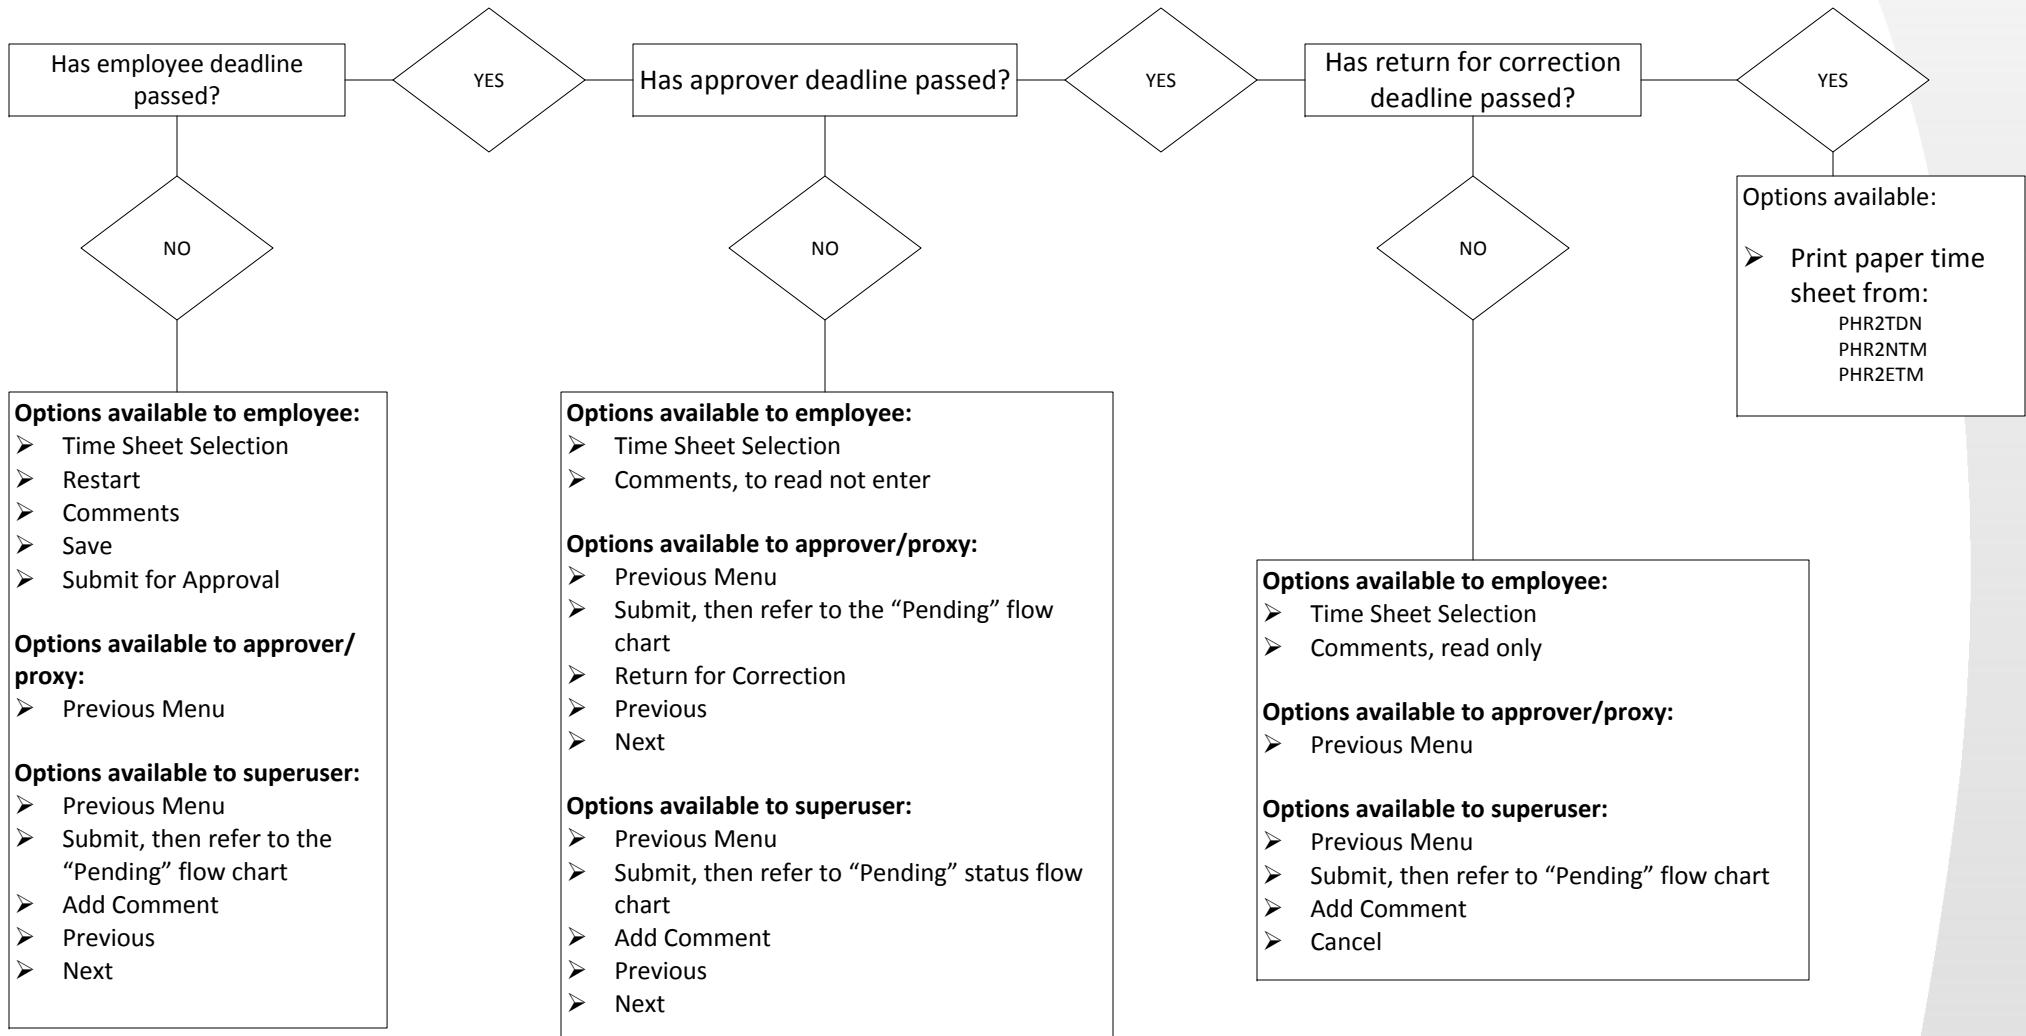 Has employee deadline
passed?
YES
Has approver deadline passed?
YES
Has return for correction
deadline passed?
YES
NO
NO
NO
Options available:
➢ Print paper time
sheet from:
PHR2TDN
PHR2NTM
PHR2ETM
Options available to employee:
➢ Time Sheet Selection
➢ Restart
➢ Comments
➢ Save
➢ Submit for Approval
Options available to approver/
proxy:
➢ Previous Menu
Options available to superuser:
➢ Previous Menu
➢ Submit, then refer to the
“Pending” flow chart
➢ Add Comment
➢ Previous
➢ Next
Options available to employee:
➢ Time Sheet Selection
➢ Comments, to read not enter
Options available to approver/proxy:
➢ Previous Menu
➢ Submit, then refer to the “Pending” flow
chart
➢ Return for Correction
➢ Previous
➢ Next
Options available to superuser:
➢ Previous Menu
➢ Submit, then refer to “Pending” status flow
chart
➢ Add Comment
➢ Previous
➢ Next
Options available to employee:
➢ Time Sheet Selection
➢ Comments, read only
Options available to approver/proxy:
➢ Previous Menu
Options available to superuser:
➢ Previous Menu
➢ Submit, then refer to “Pending” flow chart
➢ Add Comment
➢ Cancel